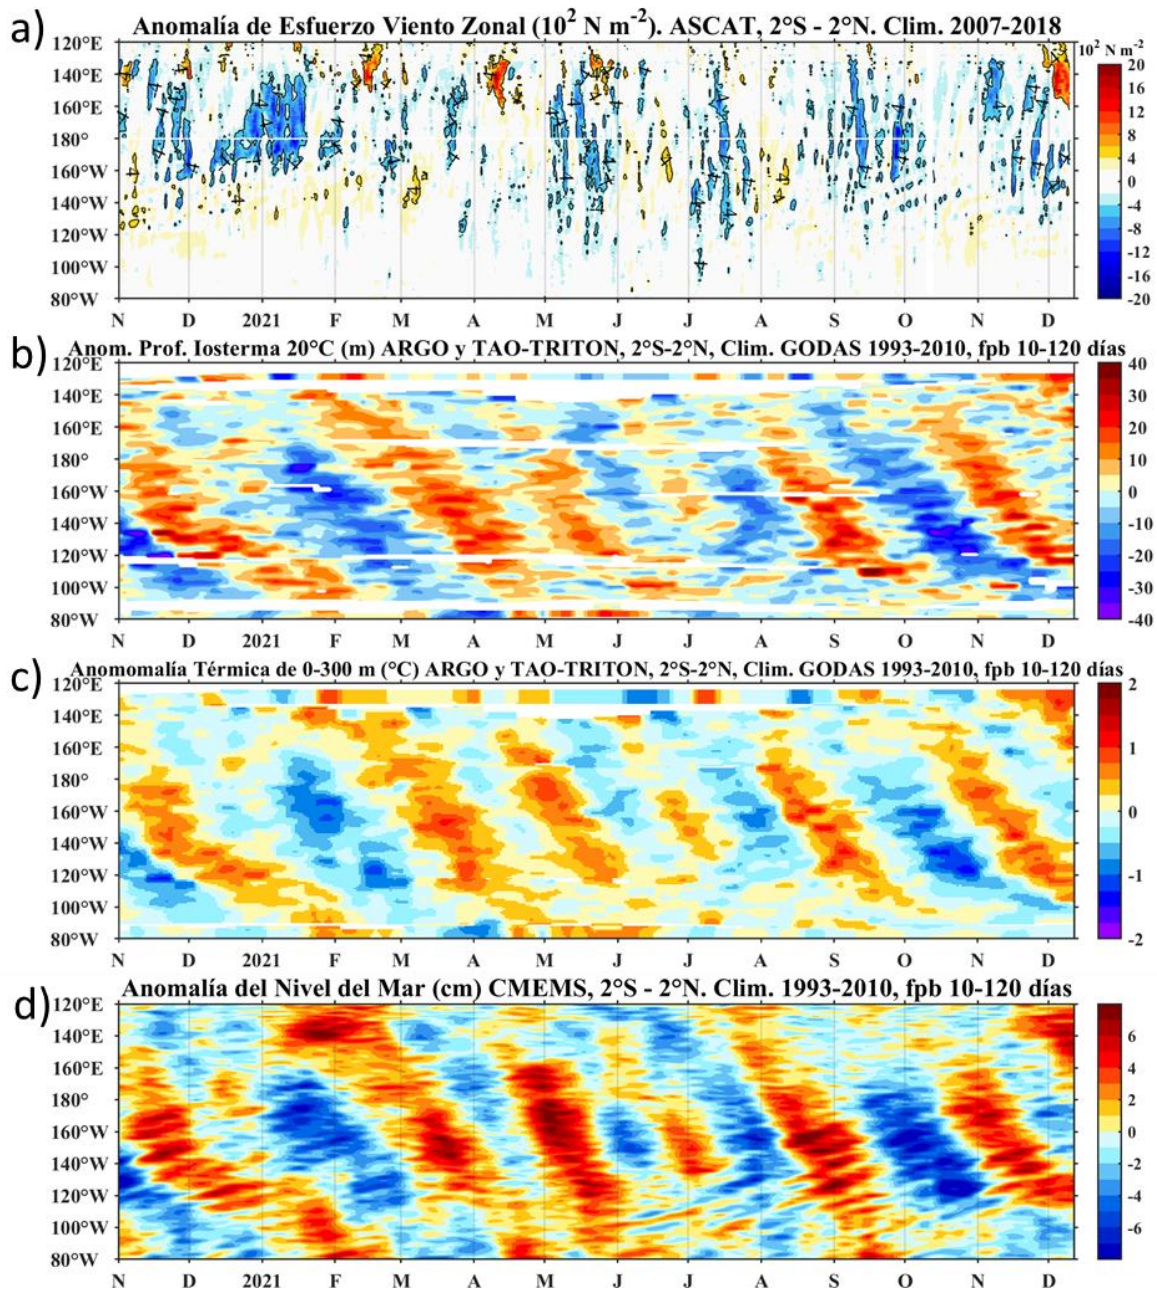 a) Anomalía de Esfuerzo Viento Zonal (10² N m⁻²). ASCAT, 2°S - 2°N. Clim. 2007-2018
10² N m⁻²
120°E
140°E
160°E
180°
160°W
140°W
120°W
100°W
80°W
N D 2021 F M A M J J A S O N D
20
16
12
8
4
0
-4
-8
-12
-16
-20
b) Anom. Prof. Iosterma 20°C (m) ARGO y TAO-TRITON, 2°S-2°N, Clim. GODAS 1993-2010, fpb 10-120 días
120°E
140°E
160°E
180°
160°W
140°W
120°W
100°W
80°W
N D 2021 F M A M J J A S O N D
40
30
20
10
0
-10
-20
-30
-40
c) Anomomalía Térmica de 0-300 m (°C) ARGO y TAO-TRITON, 2°S-2°N, Clim. GODAS 1993-2010, fpb 10-120 días
120°E
140°E
160°E
180°
160°W
140°W
120°W
100°W
80°W
N D 2021 F M A M J J A S O N D
2
1
0
-1
-2
d) Anomalía del Nivel del Mar (cm) CMEMS, 2°S - 2°N. Clim. 1993-2010, fpb 10-120 días
120°E
140°E
160°E
180°
160°W
140°W
120°W
100°W
80°W
N D 2021 F M A M J J A S O N D
6
4
2
0
-2
-4
-6